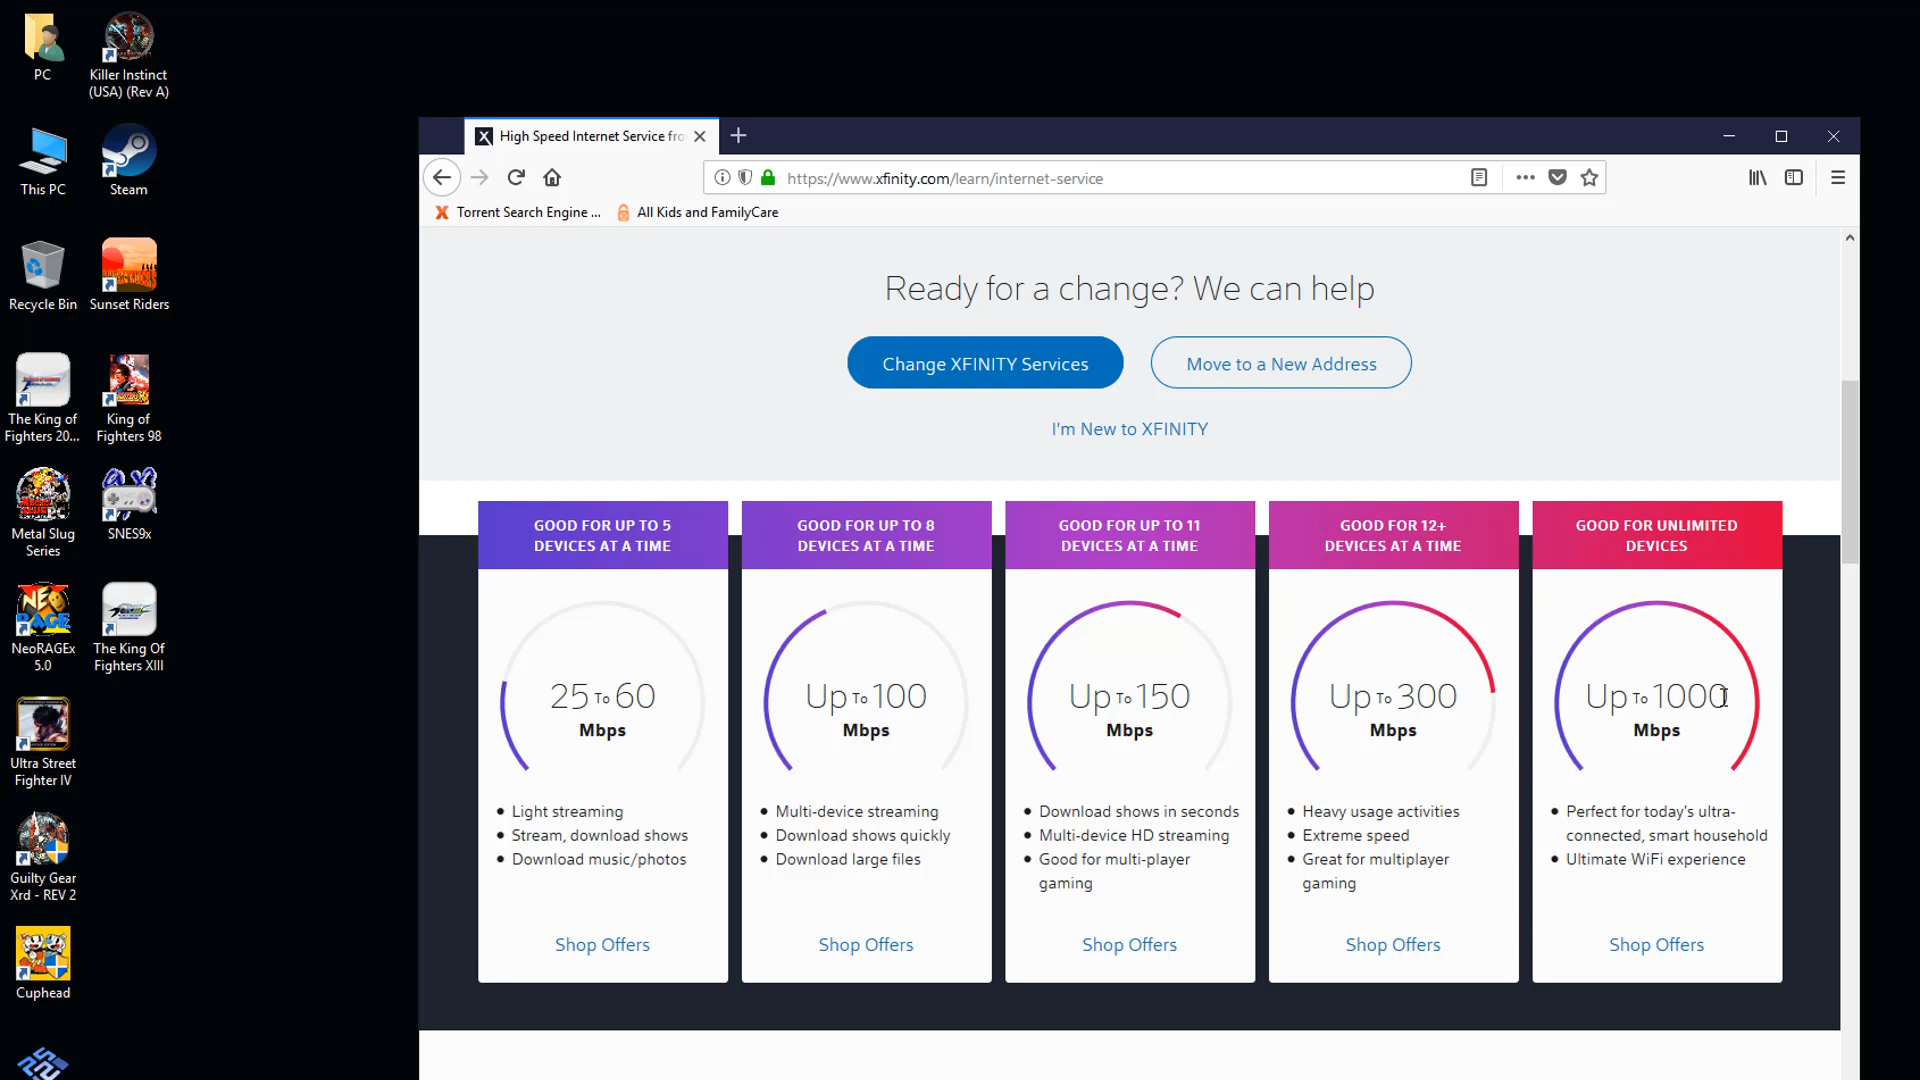 PC
Killer Instinct
(USA) (Rev A)
This PC
Steam
Recycle Bin
Sunset Riders
The King of
Fighters 20...
King of
Fighters 98
Metal Slug
Series
SNES9x
NeoRAGEx
5.0
The King Of
Fighters XIII
Ultra Street
Fighter IV
Guilty Gear
Xrd - REV 2
Cuphead
High Speed Internet Service fro
https://www.xfinity.com/learn/internet-service
Torrent Search Engine ...
All Kids and FamilyCare
Ready for a change? We can help
Change XFINITY Services
Move to a New Address
I'm New to XFINITY
GOOD FOR UP TO 5
DEVICES AT A TIME
25 TO 60
Mbps
Light streaming
Stream, download shows
Download music/photos
Shop Offers
GOOD FOR UP TO 8
DEVICES AT A TIME
Up TO 100
Mbps
Multi-device streaming
Download shows quickly
Download large files
Shop Offers
GOOD FOR UP TO 11
DEVICES AT A TIME
Up TO 150
Mbps
Download shows in seconds
Multi-device HD streaming
Good for multi-player
gaming
Shop Offers
GOOD FOR 12+
DEVICES AT A TIME
Up TO 300
Mbps
Heavy usage activities
Extreme speed
Great for multiplayer
gaming
Shop Offers
GOOD FOR UNLIMITED
DEVICES
Up TO 1000
Mbps
Perfect for today's ultra-
connected, smart household
Ultimate WiFi experience
Shop Offers